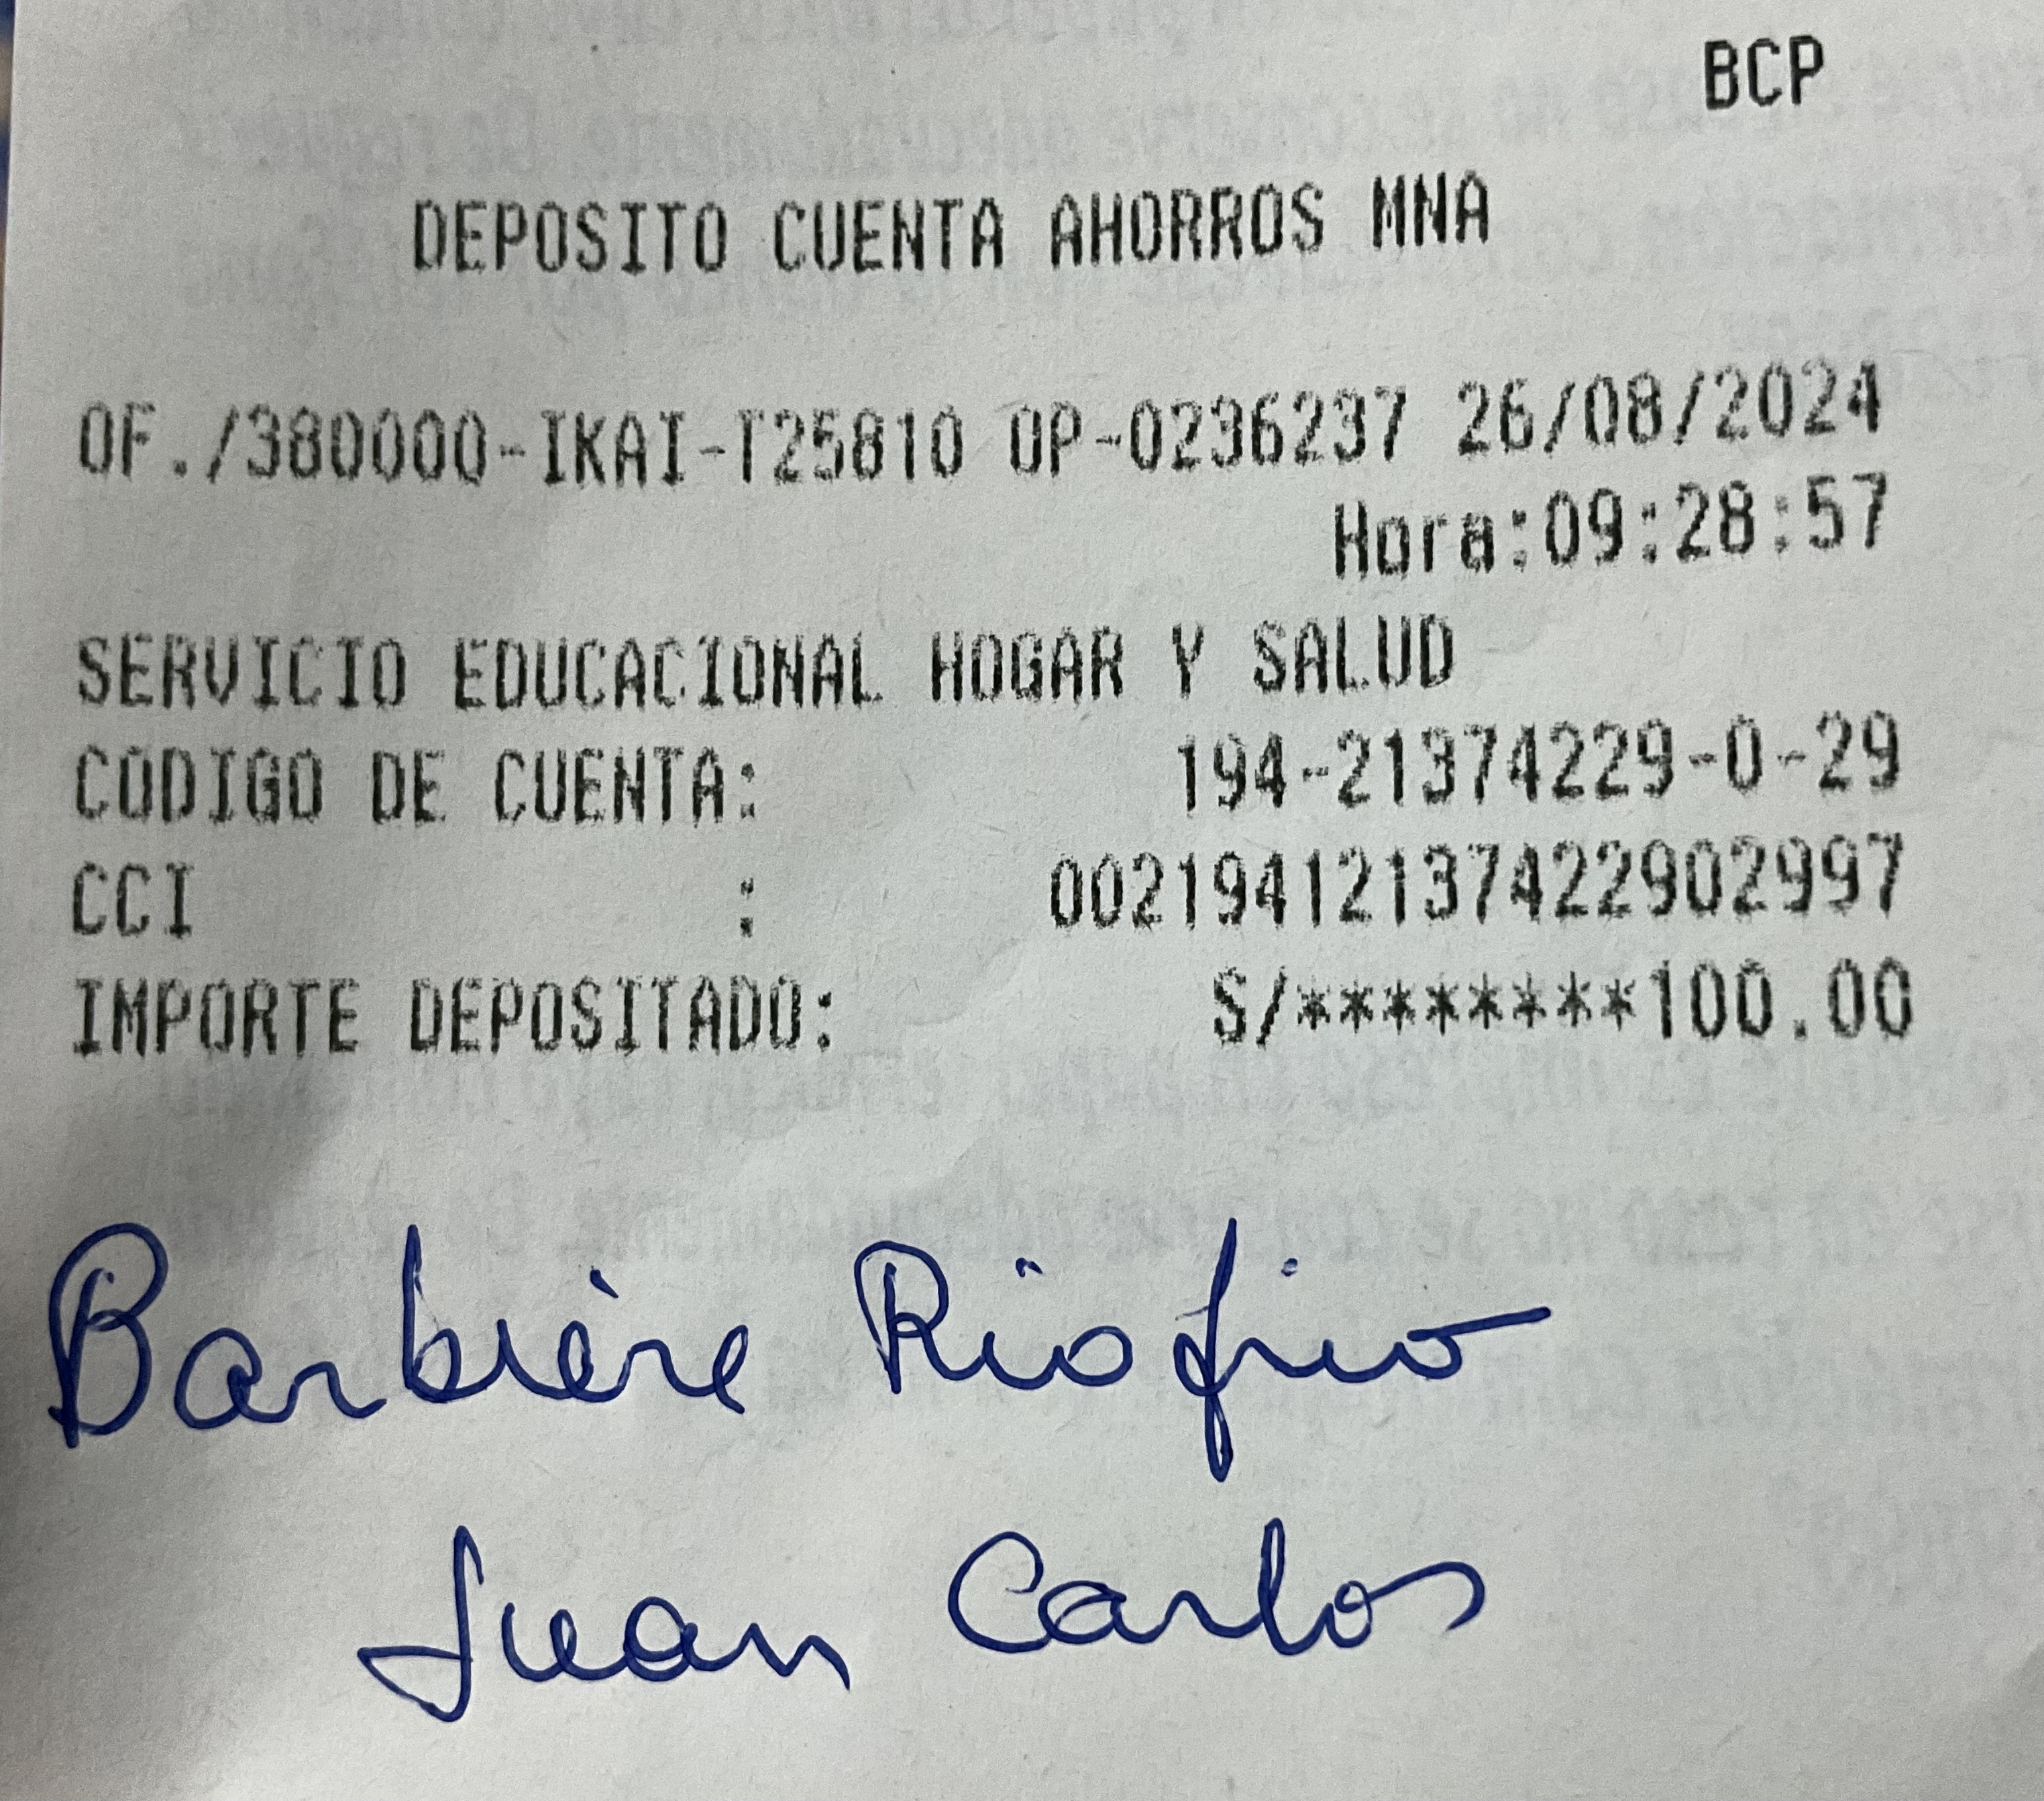 BCP
DEPOSITO CUENTA AHORROS MNA
OF./380000-IKAI-T25810 OP-0236237 26/08/2024
Hora:09:28:57
SERVICIO EDUCACIONAL HOGAR Y SALUD
CODIGO DE CUENTA: 194-21374229-0-29
CCI : 00219412137422902997
IMPORTE DEPOSITADO: S/********100.00
Barbière Riofrio
Juan Carlos